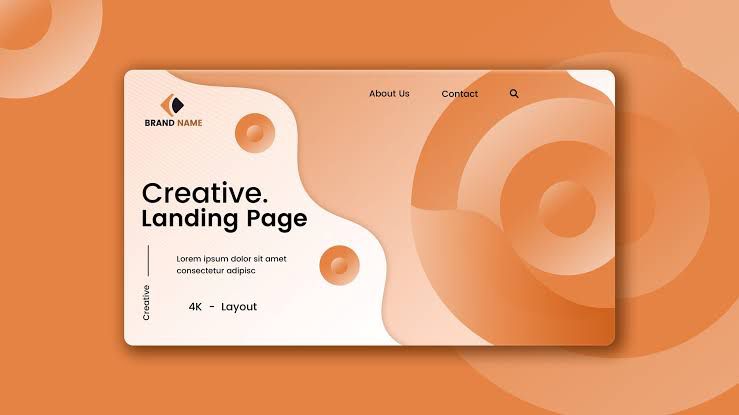 About Us
Contact
BRAND NAME
Creative.
Landing Page
Lorem ipsum dolor sit amet
consectetur adipisc
Creative
4K - Layout